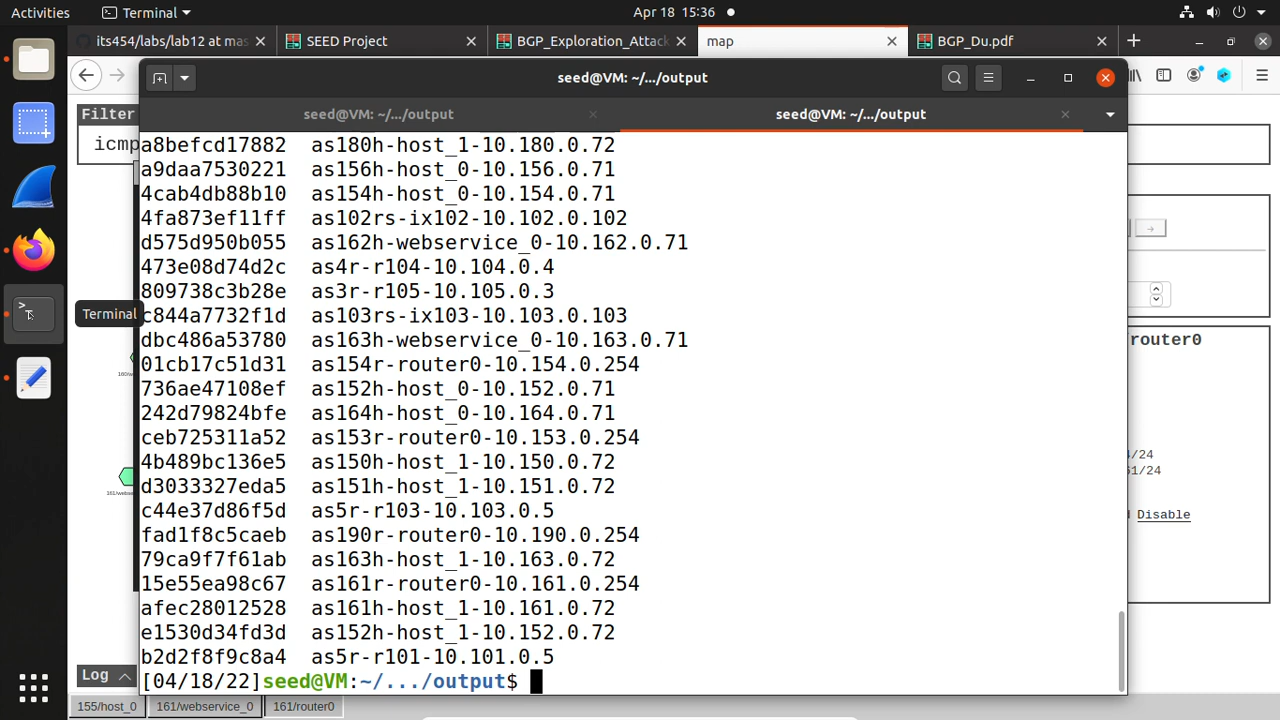 Activities
Terminal
Apr 18 15:36
its454/labs/lab12 at mas
SEED Project
BGP_Exploration_Attack
map
BGP_Du.pdf
seed@VM: ~/.../output
seed@VM: ~/.../output
seed@VM: ~/.../output
Filter
icmp
a8befcd17882 as180h-host_1-10.180.0.72
a9daa7530221 as156h-host_0-10.156.0.71
4cab4db88b10 as154h-host_0-10.154.0.71
4fa873ef11ff as102rs-ix102-10.102.0.102
d575d950b055 as162h-webservice_0-10.162.0.71
473e08d74d2c as4r-r104-10.104.0.4
809738c3b28e as3r-r105-10.105.0.3
Terminal
c844a7732f1d as103rs-ix103-10.103.0.103
dbc486a53780 as163h-webservice_0-10.163.0.71
router0
01cb17c51d31 as154r-router0-10.154.0.254
736ae47108ef as152h-host_0-10.152.0.71
242d79824bfe as164h-host_0-10.164.0.71
ceb725311a52 as153r-router0-10.153.0.254
4b489bc136e5 as150h-host_1-10.150.0.72
4/24
d3033327eda5 as151h-host_1-10.151.0.72
61/24
c44e37d86f5d as5r-r103-10.103.0.5
d Disable
fad1f8c5caeb as190r-router0-10.190.0.254
79ca9f7f61ab as163h-host_1-10.163.0.72
15e55ea98c67 as161r-router0-10.161.0.254
afec28012528 as161h-host_1-10.161.0.72
e1530d34fd3d as152h-host_1-10.152.0.72
b2d2f8f9c8a4 as5r-r101-10.101.0.5
[04/18/22]seed@VM:~/.../output$
Log
155/host_0
161/webservice_0
161/router0